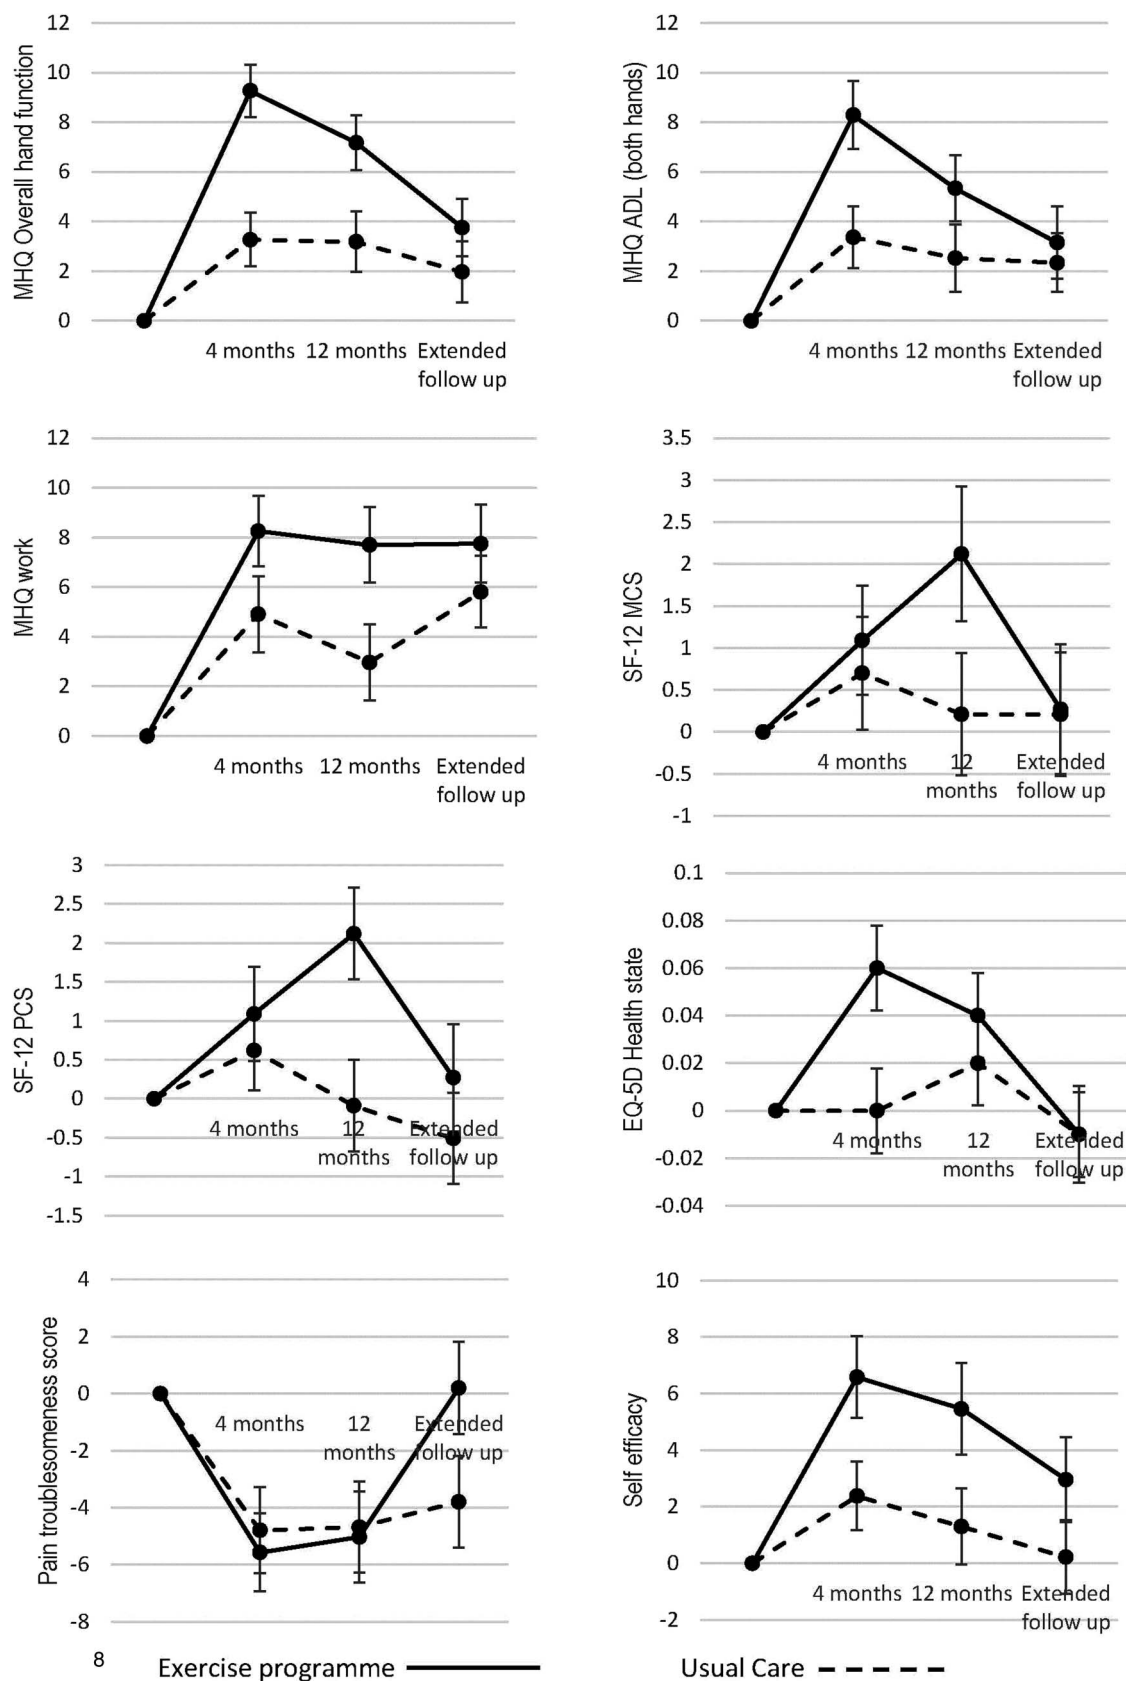 MHQ Overall hand function
12
10
8
6
4
2
0
4 months 12 months Extended
follow up
MHQ ADL (both hands)
12
10
8
6
4
2
0
4 months 12 months Extended
follow up
MHQ work
12
10
8
6
4
2
0
4 months 12 months Extended
follow up
SF-12 MCS
3.5
3
2.5
2
1.5
1
0.5
0
-0.5
-1
4 months 12 Extended
months follow up
SF-12 PCS
3
2.5
2
1.5
1
0.5
0
-0.5
-1
-1.5
4 months 12 Extended
months follow up
EQ-5D Health state
0.1
0.08
0.06
0.04
0.02
0
-0.02
-0.04
4 months 12 Extended
months follow up
Pain troublesomeness score
4
2
0
-2
-4
-6
-8
4 months 12 Extended
months follow up
Self efficacy
10
8
6
4
2
0
-2
4 months 12 months Extended
follow up
8
Exercise programme
Usual Care